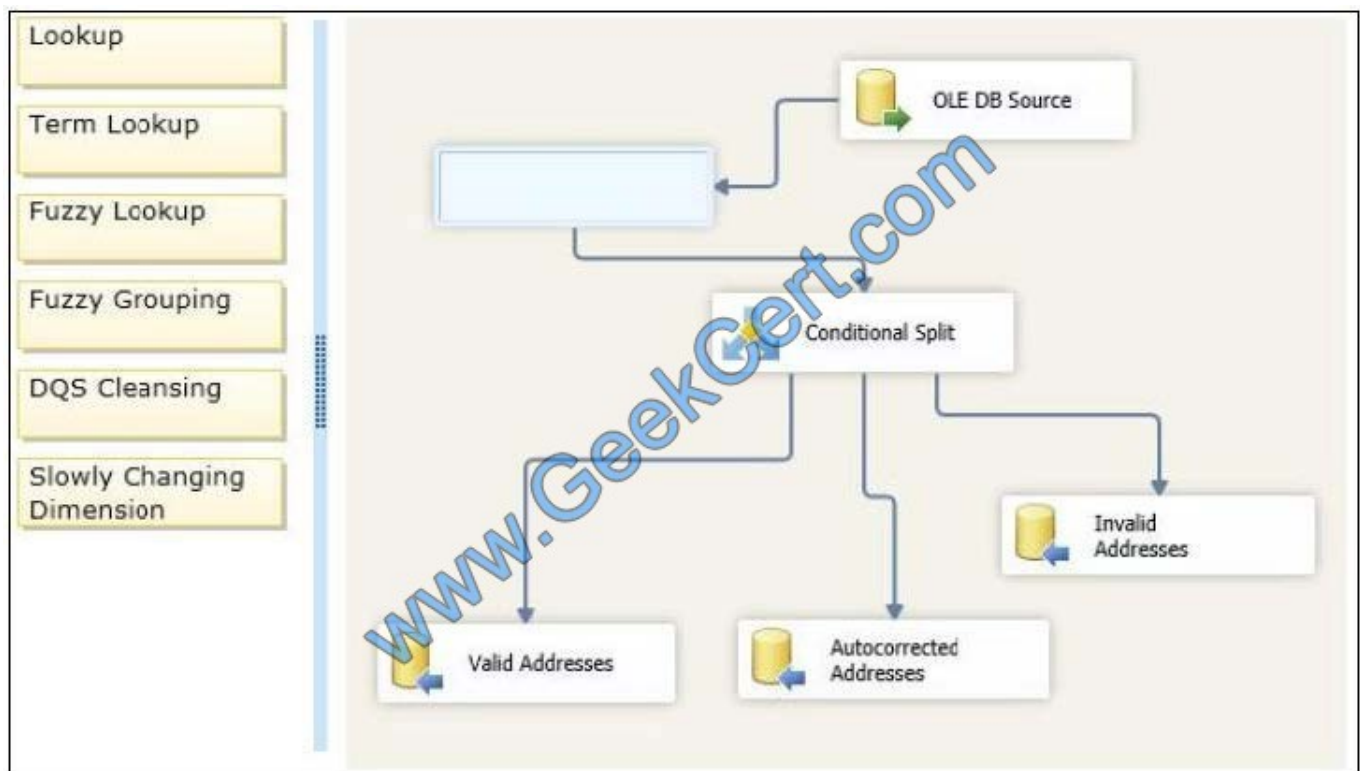 Lookup
Term Lookup
Fuzzy Lookup
Fuzzy Grouping
DQS Cleansing
Slowly Changing
Dimension
OLE DB Source
Conditional Split
Invalid
Addresses
Valid Addresses
Autocorrected
Addresses
www.GeekCert.com